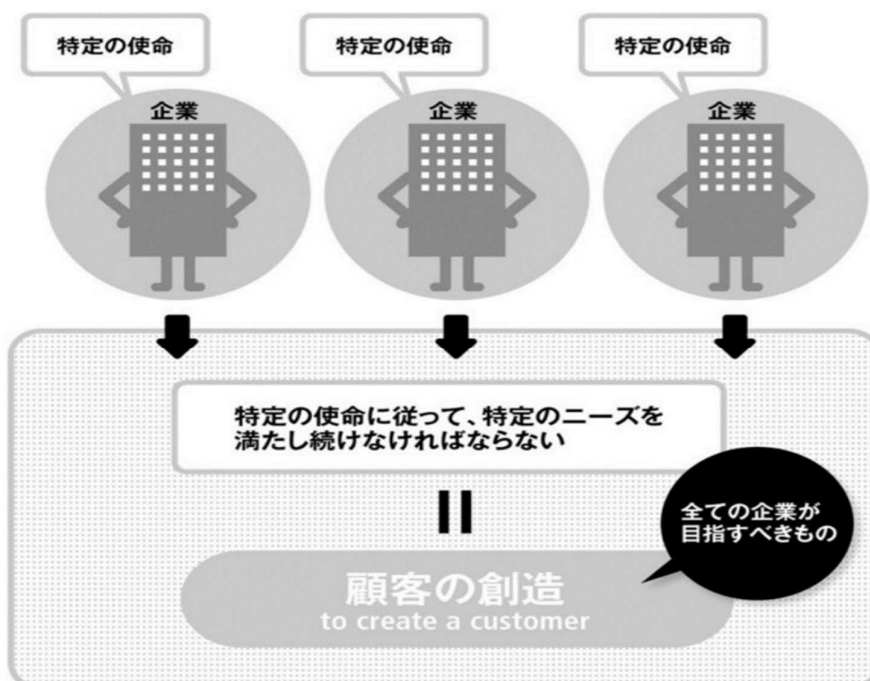 特定の使命
特定の使命
特定の使命
企業
企業
企業
特定の使命に従って、特定のニーズを
満たし続けなければならない
全ての企業が
目指すべきもの
顧客の創造
to create a customer